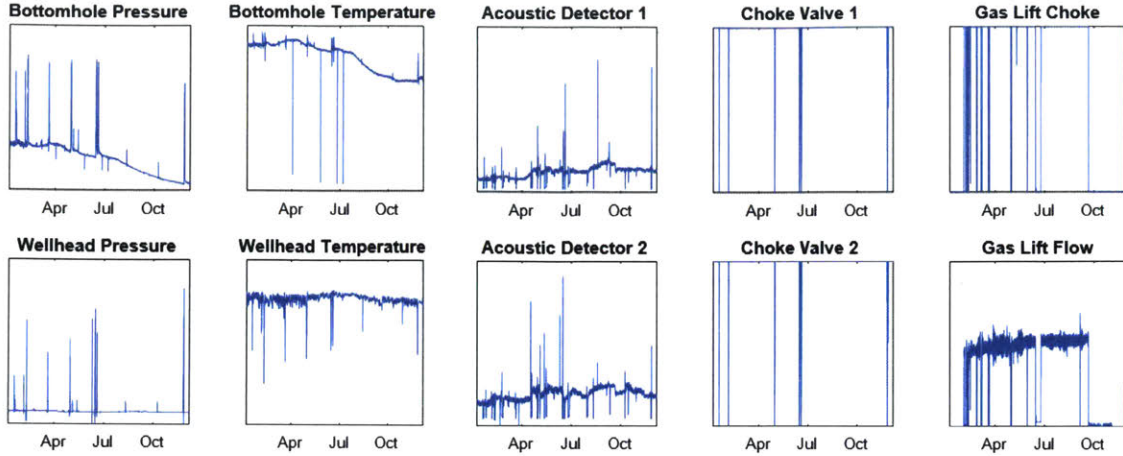 Bottomhole Pressure
Bottomhole Temperature
Acoustic Detector 1
Choke Valve 1
Gas Lift Choke
Apr Jul Oct
Apr Jul Oct
Apr Jul Oct
Apr Jul Oct
Apr Jul Oct
Wellhead Pressure
Wellhead Temperature
Acoustic Detector 2
Choke Valve 2
Gas Lift Flow
Apr Jul Oct
Apr Jul Oct
Apr Jul Oct
Apr Jul Oct
Apr Jul Oct